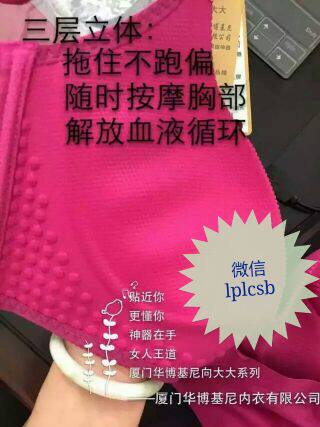 三层立体：
拖住不跑偏
随时按摩胸部
解放血液循环
微信
lplcsb
贴近你
更懂你
神器在手
女人王道
厦门华博基尼向大大系列
——厦门华博基尼内衣有限公司